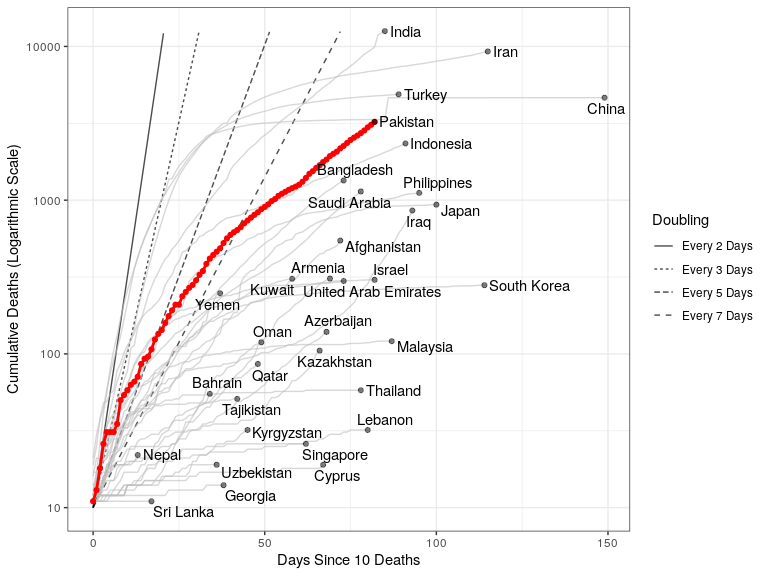 Cumulative Deaths (Logarithmic Scale)
10000
1000
100
10
India
Iran
Turkey
China
Pakistan
Indonesia
Bangladesh
Philippines
Saudi Arabia
Japan
Iraq
Afghanistan
Armenia
Israel
Kuwait
United Arab Emirates
South Korea
Yemen
Azerbaijan
Oman
Malaysia
Kazakhstan
Qatar
Bahrain
Thailand
Tajikistan
Lebanon
Kyrgyzstan
Nepal
Singapore
Uzbekistan
Cyprus
Georgia
Sri Lanka
0
50
100
150
Days Since 10 Deaths
Doubling
Every 2 Days
Every 3 Days
Every 5 Days
Every 7 Days